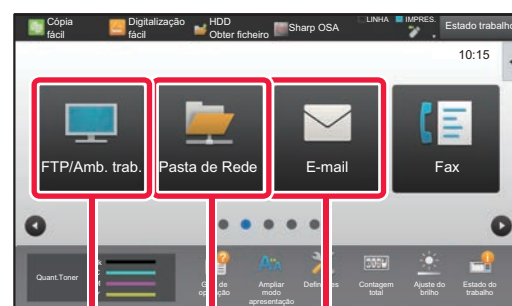 Cópia
fácil
Digitalização
fácil
HDD
Obter ficheiro
Sharp OSA
LINHA
IMPRES.
Estado trabalho
10:15
FTP/Amb. trab.
Pasta de Rede
E-mail
Fax
Quant.Toner
k
C
Ampliar
modo
apresentação
Contagem
total
Ajuste do
brilho
Estado do
trabalho